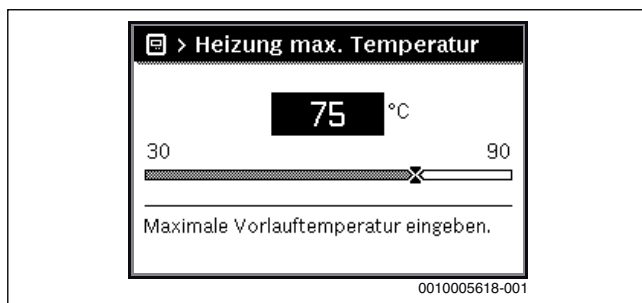 > Heizung max. Temperatur
75 °C
30 90
Maximale Vorlauftemperatur eingeben.
0010005618-001